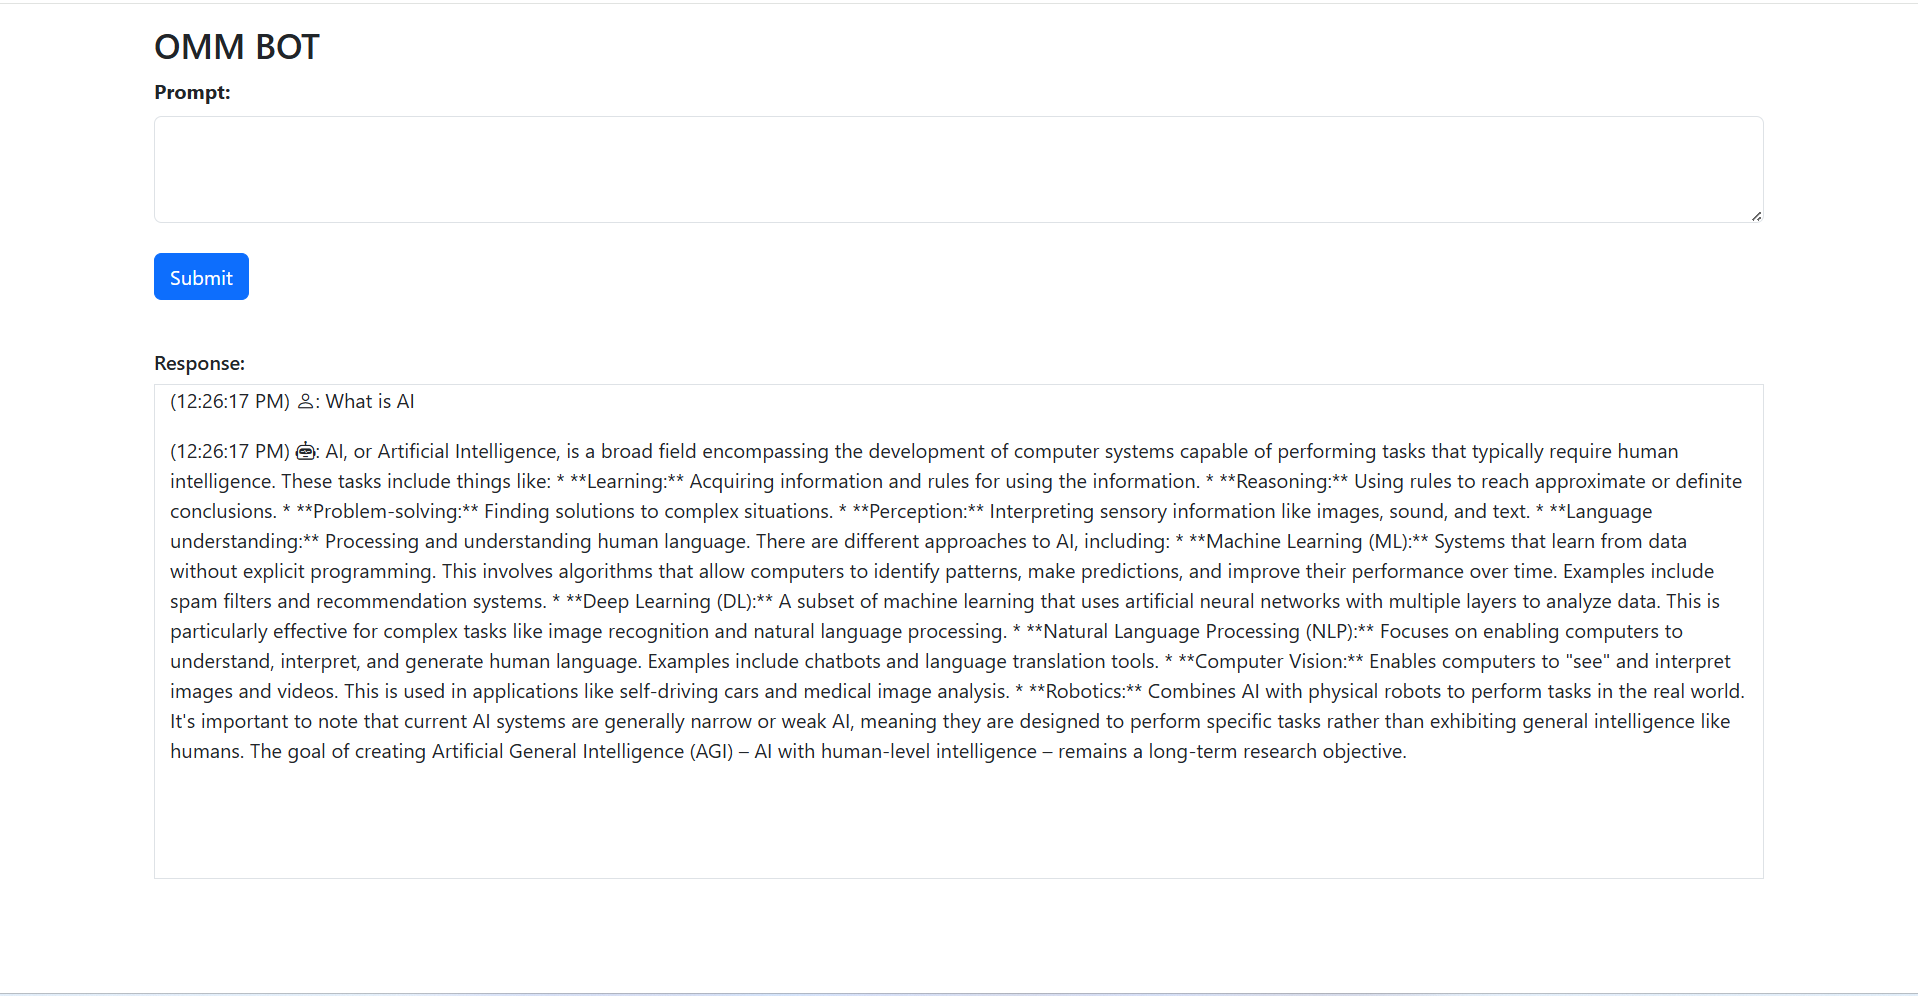 OMM BOT
Prompt:
Submit
Response:
(12:26:17 PM) : What is AI
(12:26:17 PM) : AI, or Artificial Intelligence, is a broad field encompassing the development of computer systems capable of performing tasks that typically require human
intelligence. These tasks include things like: * **Learning:** Acquiring information and rules for using the information. * **Reasoning:** Using rules to reach approximate or definite
conclusions. * **Problem-solving:** Finding solutions to complex situations. * **Perception:** Interpreting sensory information like images, sound, and text. * **Language
understanding:** Processing and understanding human language. There are different approaches to AI, including: * **Machine Learning (ML):** Systems that learn from data
without explicit programming. This involves algorithms that allow computers to identify patterns, make predictions, and improve their performance over time. Examples include
spam filters and recommendation systems. * **Deep Learning (DL):** A subset of machine learning that uses artificial neural networks with multiple layers to analyze data. This is
particularly effective for complex tasks like image recognition and natural language processing. * **Natural Language Processing (NLP):** Focuses on enabling computers to
understand, interpret, and generate human language. Examples include chatbots and language translation tools. * **Computer Vision:** Enables computers to "see" and interpret
images and videos. This is used in applications like self-driving cars and medical image analysis. * **Robotics:** Combines AI with physical robots to perform tasks in the real world.
It's important to note that current AI systems are generally narrow or weak AI, meaning they are designed to perform specific tasks rather than exhibiting general intelligence like
humans. The goal of creating Artificial General Intelligence (AGI) – AI with human-level intelligence – remains a long-term research objective.